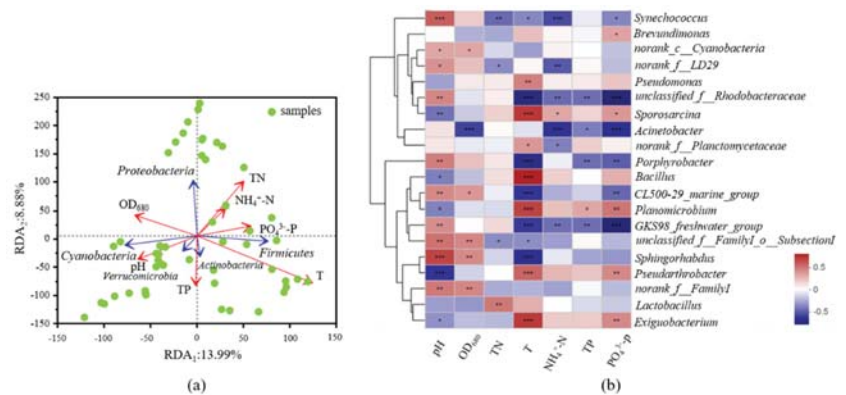 (a)
250
200
150
100
50
0
-50
-100
-150
-150
-100
-50
0
50
100
150
RDA₂:8.88%
RDA₁:13.99%
samples
Proteobacteria
TN
NH₄⁺-N
OD₆₈₀
PO₄³⁻-P
Cyanobacteria
Firmicutes
pH
Verrucomicrobia
Actinobacteria
T
TP
(a)
b)
Synechococcus
Brevundimonas
norank_c__Cyanobacteria
norank_f__LD29
Pseudomonas
unclassified_f__Rhodobacteraceae
Sporosarcina
Acinetobacter
norank_f__Planctomycetaceae
Porphyrobacter
Bacillus
CL500-29_marine_group
Planomicrobium
GKS98_freshwater_group
unclassified_f__FamilyI_o__SubsectionI
Sphingorhabdus
Pseudarthrobacter
norank_f__FamilyI
Lactobacillus
Exiguobacterium
pH
OD₆₈₀
TN
T
NH₄⁺-N
TP
PO₄³⁻-p
0.5
0
-0.5
(b)